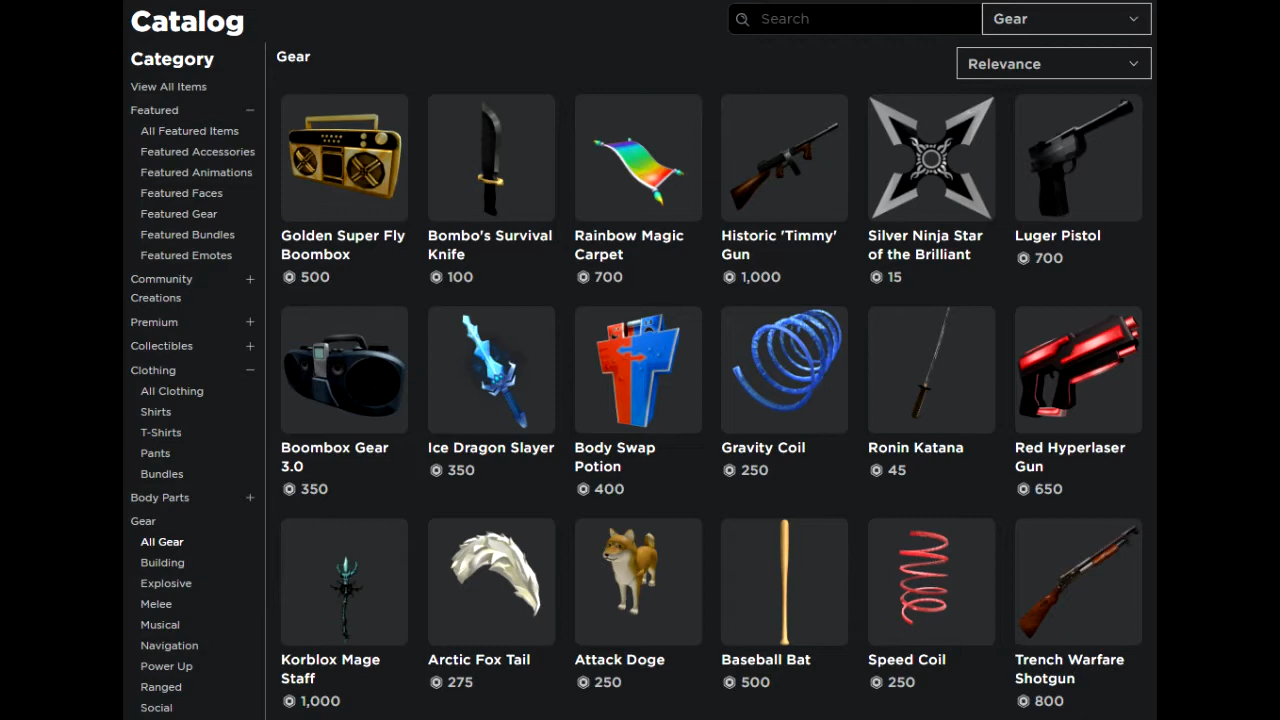 Catalog
Search
Gear
Category
Gear
Relevance
View All Items
Featured
All Featured Items
Featured Accessories
Featured Animations
Featured Faces
Featured Gear
Featured Bundles
Featured Emotes
Community
Creations
Premium
Collectibles
Clothing
All Clothing
Shirts
T-Shirts
Pants
Bundles
Body Parts
Gear
All Gear
Building
Explosive
Melee
Musical
Navigation
Power Up
Ranged
Social
Golden Super Fly
Boombox
500
Bombo's Survival
Knife
100
Rainbow Magic
Carpet
700
Historic 'Timmy'
Gun
1,000
Silver Ninja Star
of the Brilliant
15
Luger Pistol
700
Boombox Gear
3.0
350
Ice Dragon Slayer
350
Body Swap
Potion
400
Gravity Coil
250
Ronin Katana
45
Red Hyperlaser
Gun
650
Korblox Mage
Staff
1,000
Arctic Fox Tail
275
Attack Doge
250
Baseball Bat
500
Speed Coil
250
Trench Warfare
Shotgun
800